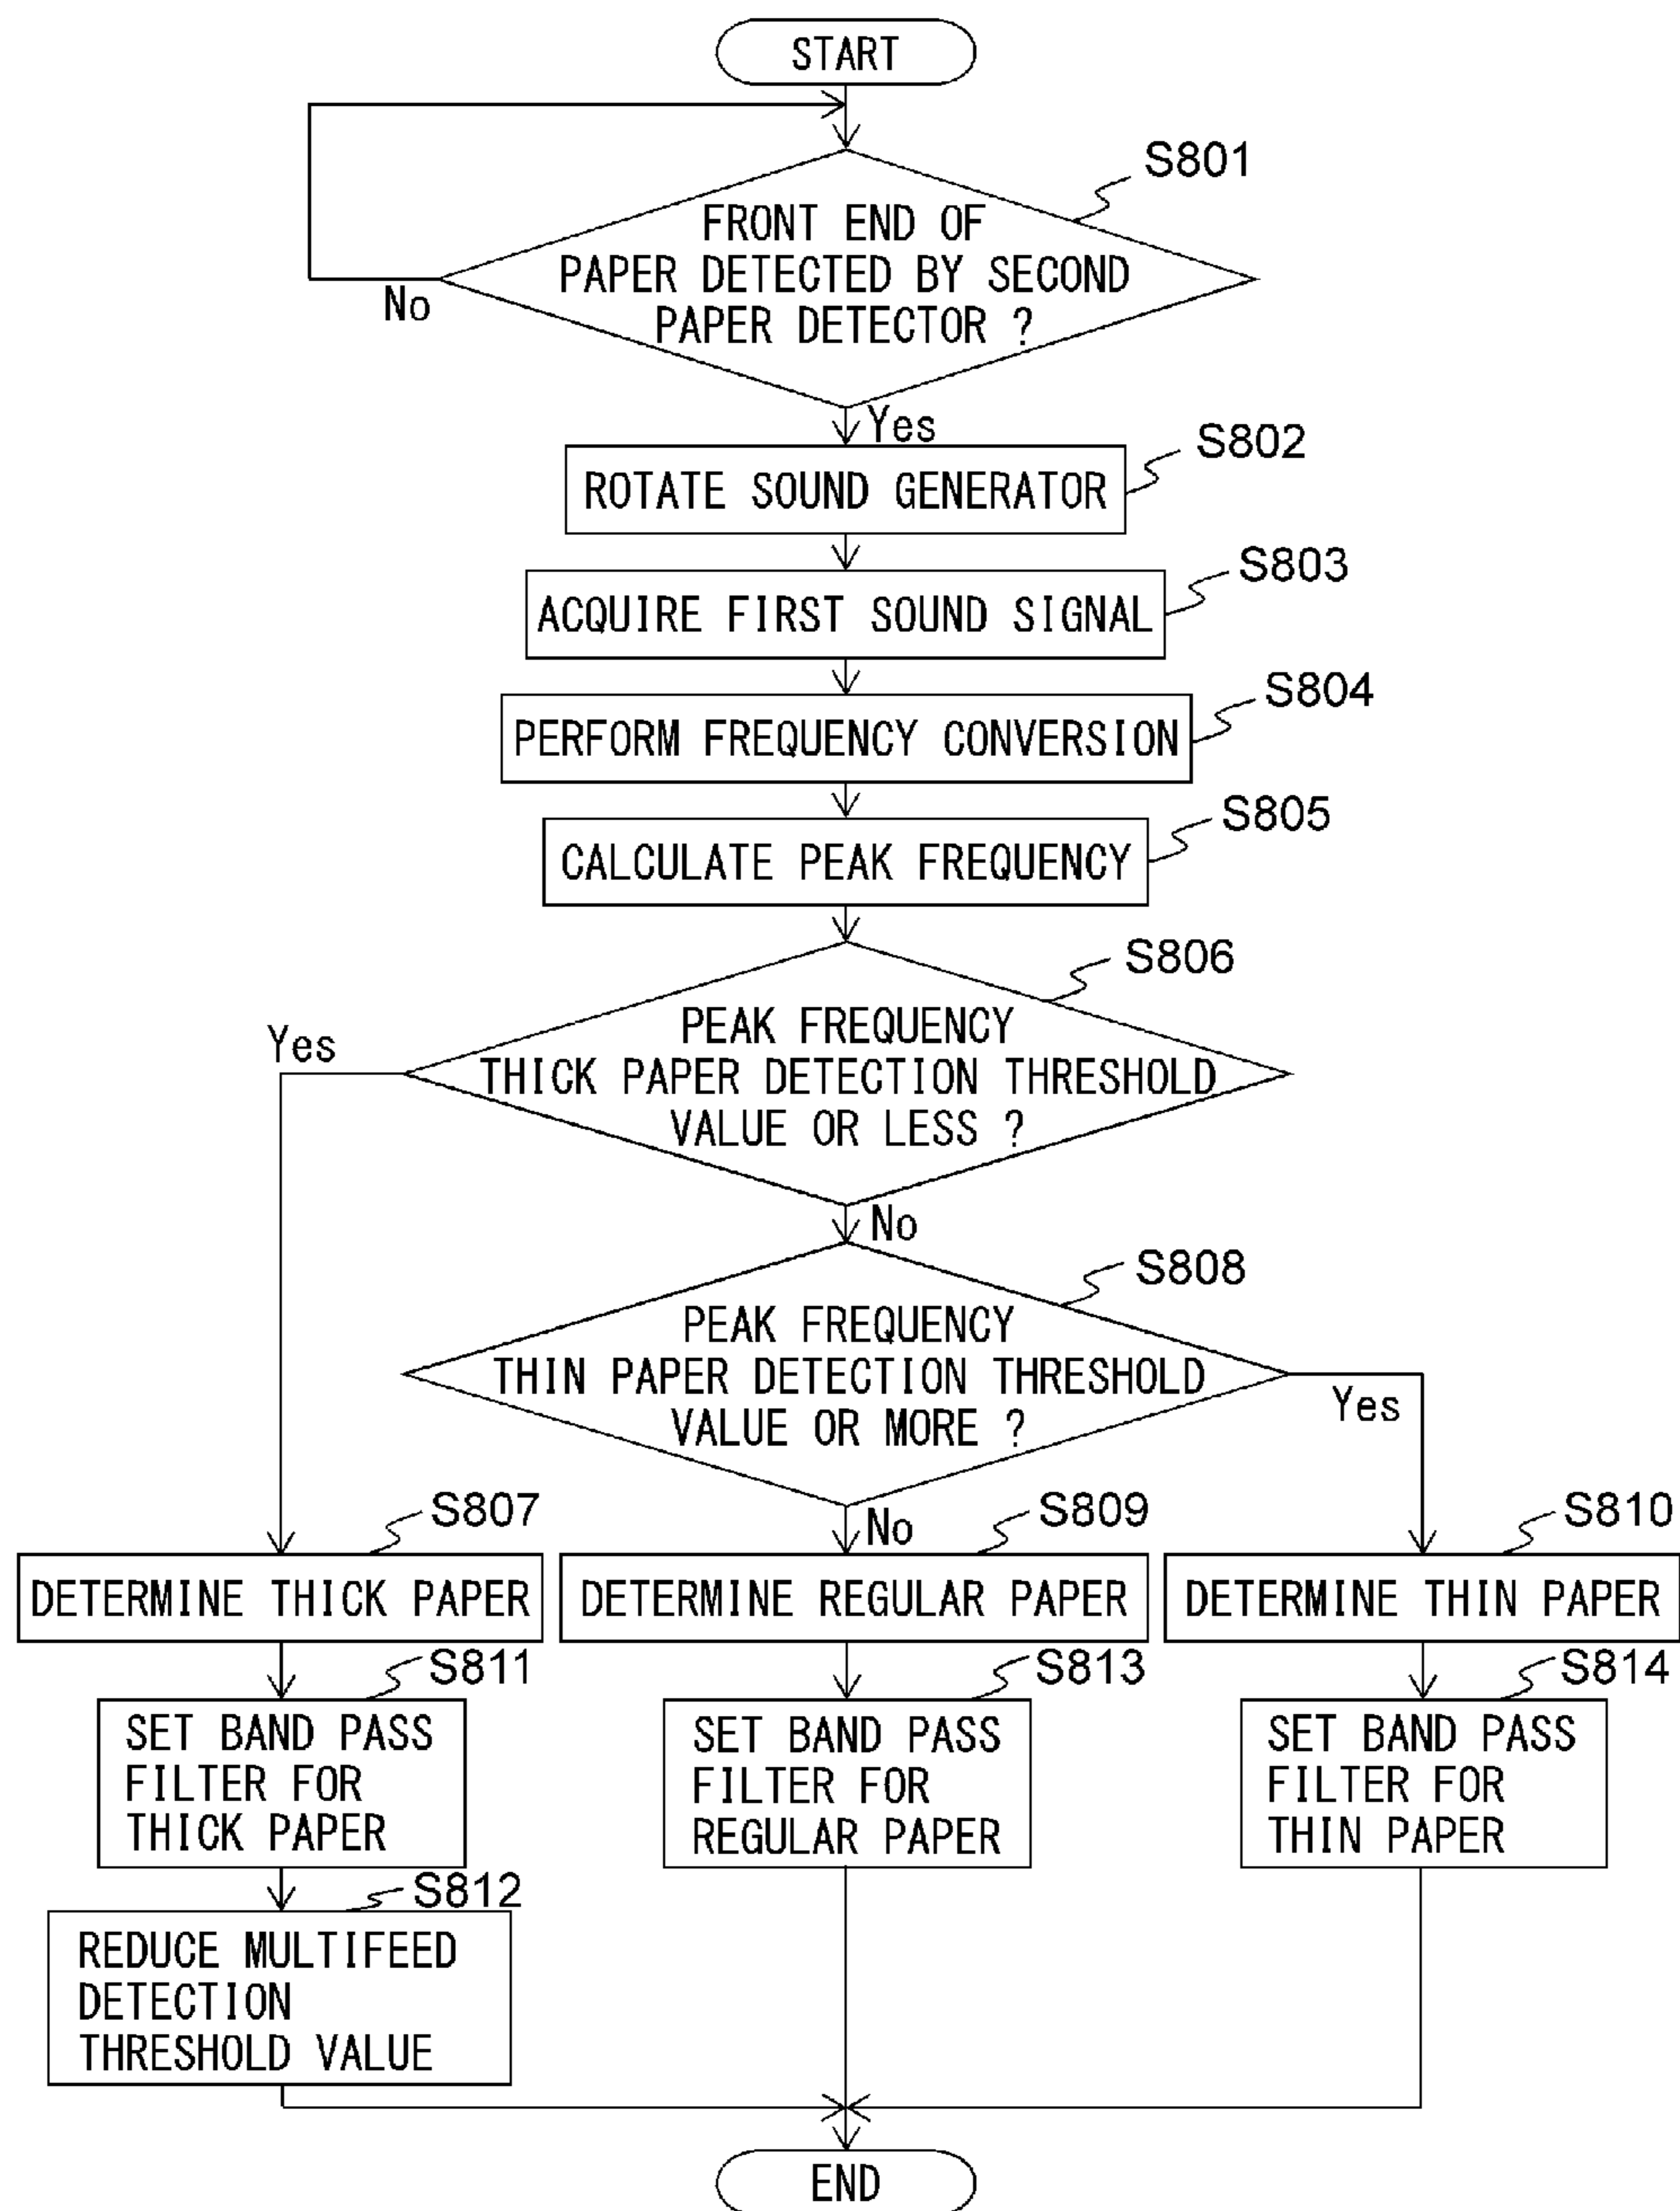 START
S801
FRONT END OF
PAPER DETECTED BY SECOND
PAPER DETECTOR ?
No
Yes
S802
ROTATE SOUND GENERATOR
S803
ACQUIRE FIRST SOUND SIGNAL
S804
PERFORM FREQUENCY CONVERSION
S805
CALCULATE PEAK FREQUENCY
S806
PEAK FREQUENCY
THICK PAPER DETECTION THRESHOLD
VALUE OR LESS ?
Yes
No
S808
PEAK FREQUENCY
THIN PAPER DETECTION THRESHOLD
VALUE OR MORE ?
Yes
No
S807
DETERMINE THICK PAPER
S809
DETERMINE REGULAR PAPER
S810
DETERMINE THIN PAPER
S811
SET BAND PASS
FILTER FOR
THICK PAPER
S813
SET BAND PASS
FILTER FOR
REGULAR PAPER
S814
SET BAND PASS
FILTER FOR
THIN PAPER
S812
REDUCE MULTIFEED
DETECTION
THRESHOLD VALUE
END